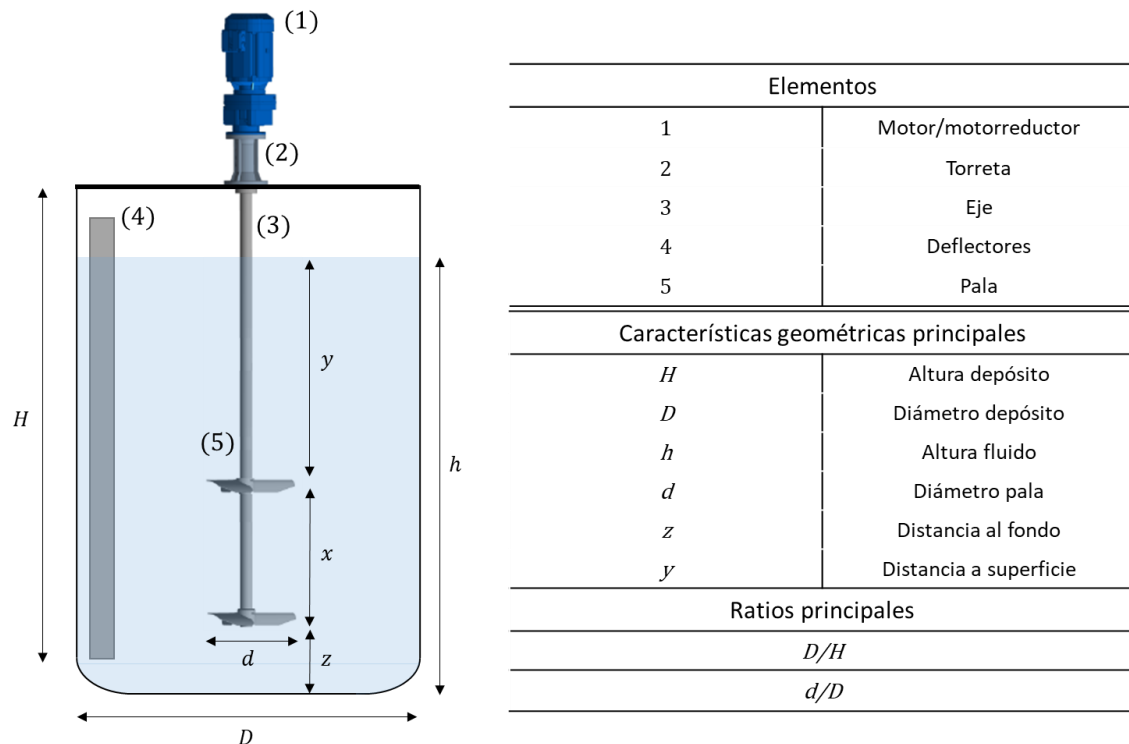 (1)
(2)
(4)
(3)
y
H
(5)
h
x
d
z
D
Elementos
1 Motor/motorreductor
2 Torreta
3 Eje
4 Deflectores
5 Pala
Características geométricas principales
H Altura depósito
D Diámetro depósito
h Altura fluido
d Diámetro pala
z Distancia al fondo
y Distancia a superficie
Ratios principales
D/H
d/D